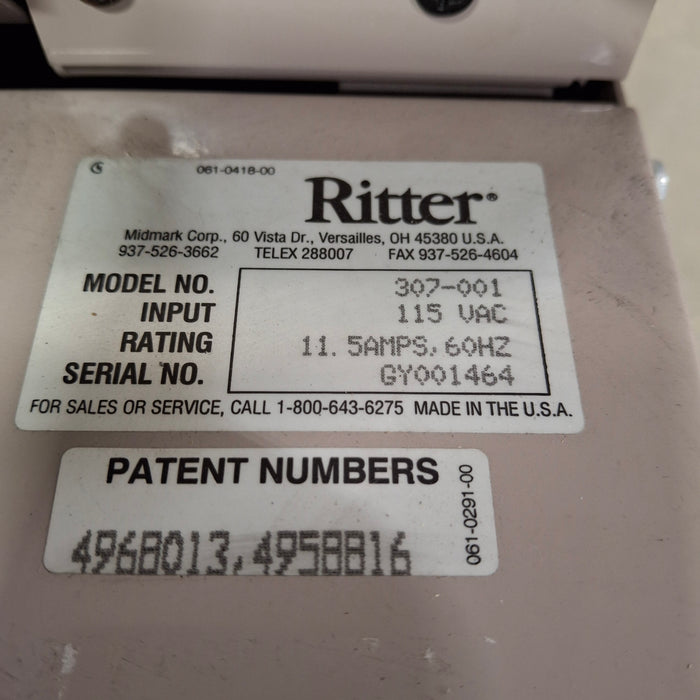 061-0418-00
Ritter®
Midmark Corp., 60 Vista Dr., Versailles, OH 45380 U.S.A.
937-526-3662 TELEX 288007 FAX 937-526-4604
MODEL NO. 307-001
INPUT 115 VAC
RATING 11.5AMPS, 60HZ
SERIAL NO. GY001464
FOR SALES OR SERVICE, CALL 1-800-643-6275 MADE IN THE U.S.A.
PATENT NUMBERS
4968013, 4958816
061-0291-00